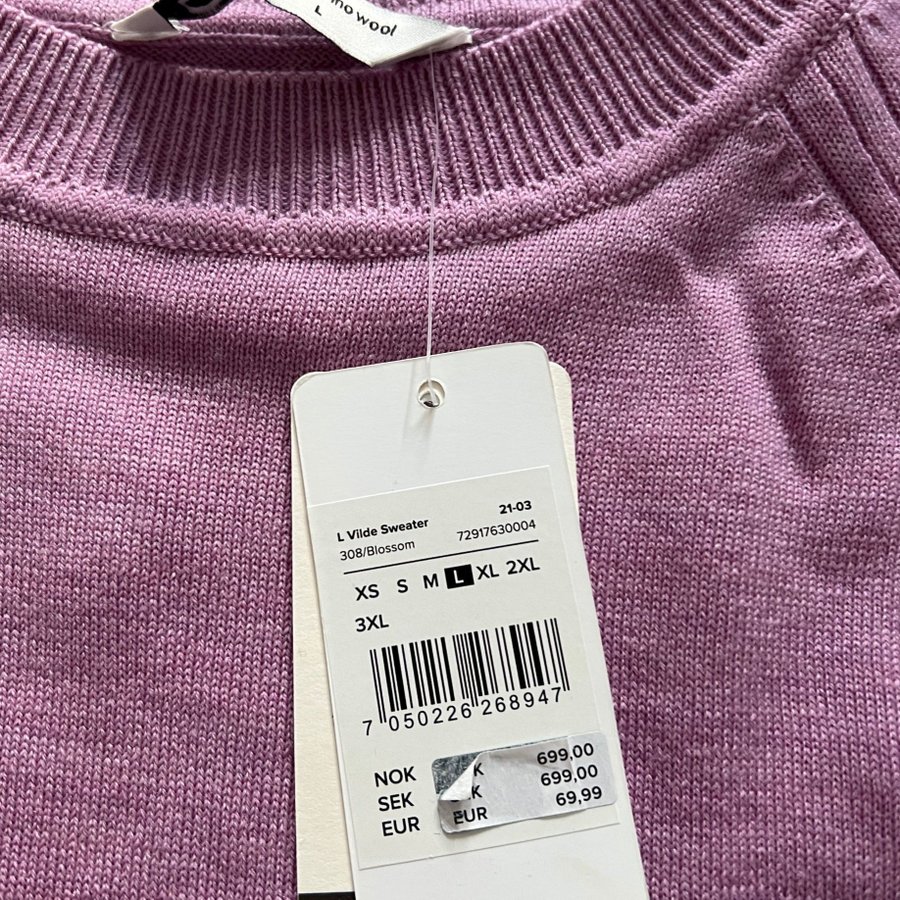 wool
L
L Vilde Sweater 21-03
308/Blossom 72917630004
XS S M L XL 2XL
3XL
7 050226 268947
NOK 699,00
SEK 699,00
EUR EUR 69,99